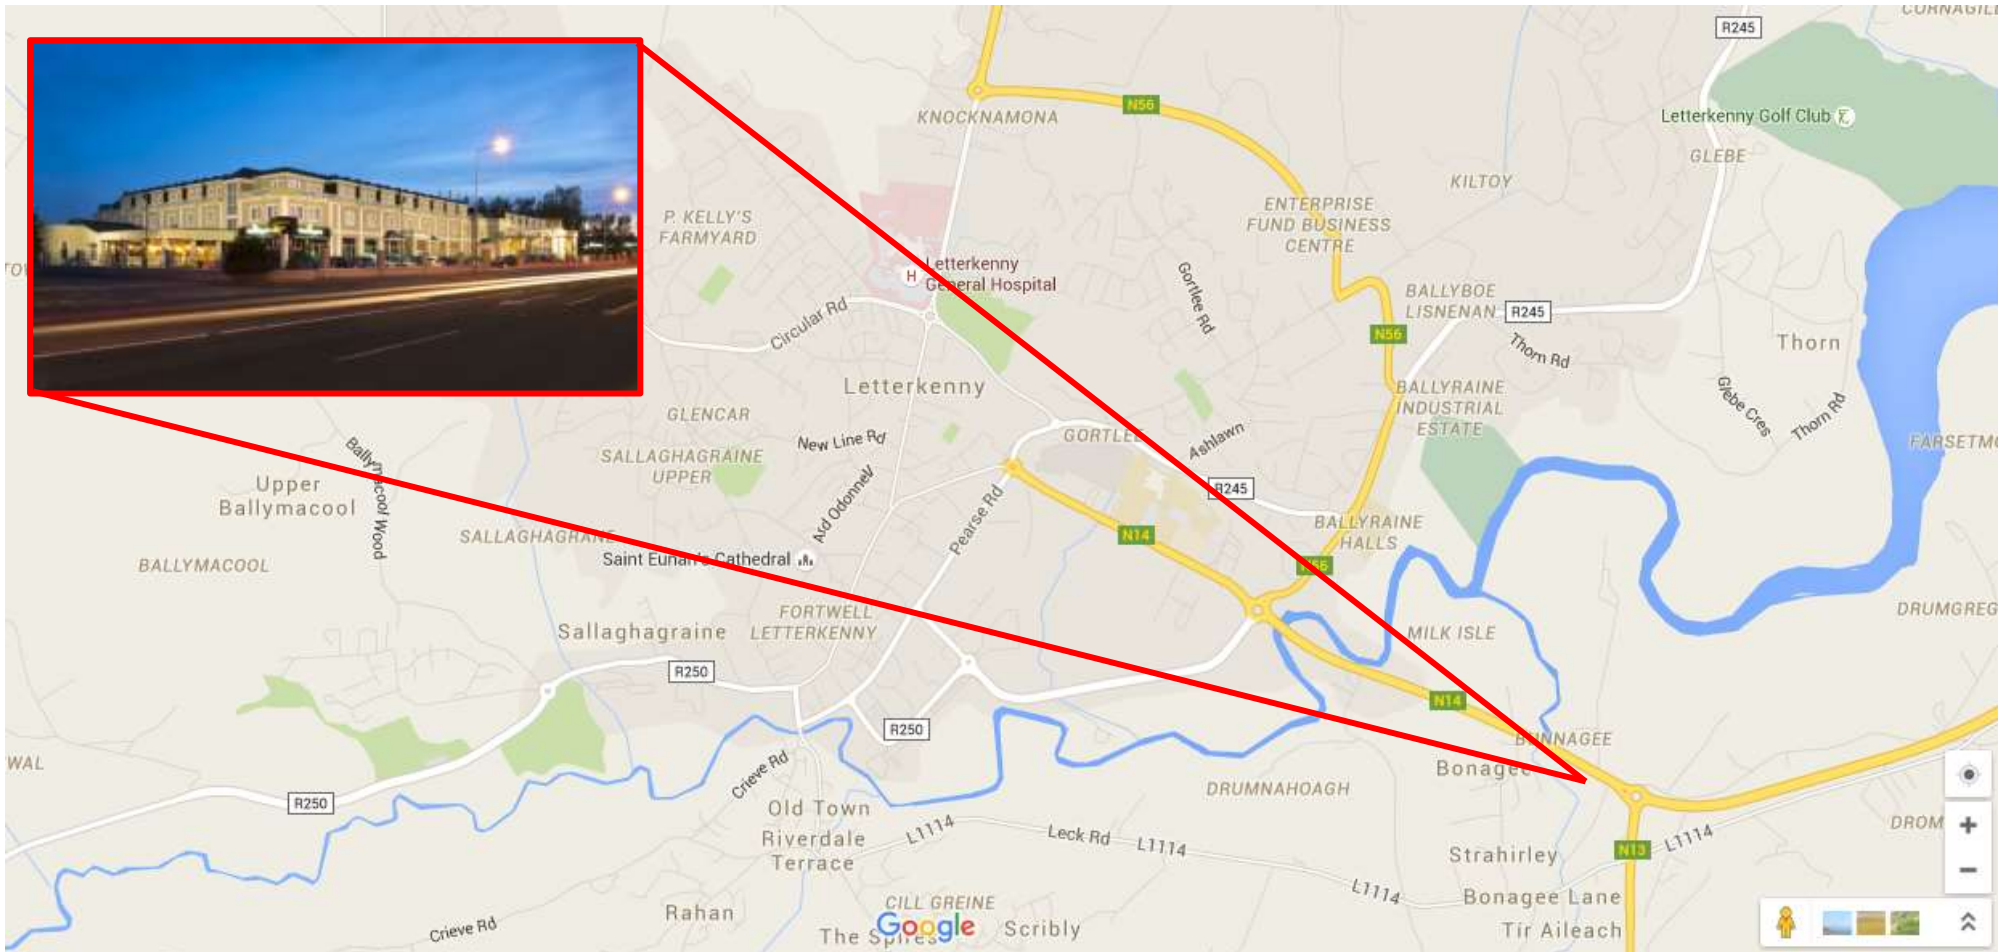 CORNAGILL
R245
N56
KNOCKNAMONA
Letterkenny Golf Club
GLEBE
KILTOY
P. KELLY'S
FARMYARD
ENTERPRISE
FUND BUSINESS
CENTRE
Letterkenny
General Hospital
H
Gortlee Rd
BALLYBOE
LISNENAN
R245
Circular Rd
N56
Thorn Rd
Thorn
Letterkenny
BALLYRAINE
INDUSTRIAL
ESTATE
Glebe Cres
Thorn Rd
GLENCAR
New Line Rd
GORTLEE
Ashlawn
FARSETMO
SALLAGHAGRAINE
UPPER
Upper
Ballymacool
Ballymacool Wood
Ard Odonnell
Pearse Rd
R245
SALLAGHAGRANE
N14
BALLYRAINE
HALLS
Saint Eunan's Cathedral
BALLYMACOOL
N56
DRUMGREG
FORTWELL
LETTERKENNY
Sallaghagraine
MILK ISLE
R250
N14
R250
BUNNAGEE
WAL
Bonagee
Crieve Rd
DRUMNAHOAGH
R250
Old Town
Riverdale
Terrace
L1114
Leck Rd
L1114
L1114
DROM
N13
Strahirley
L1114
Bonagee Lane
CILL GREINE
Rahan
Google
The Spires
Scribly
Crieve Rd
Tír Aileach